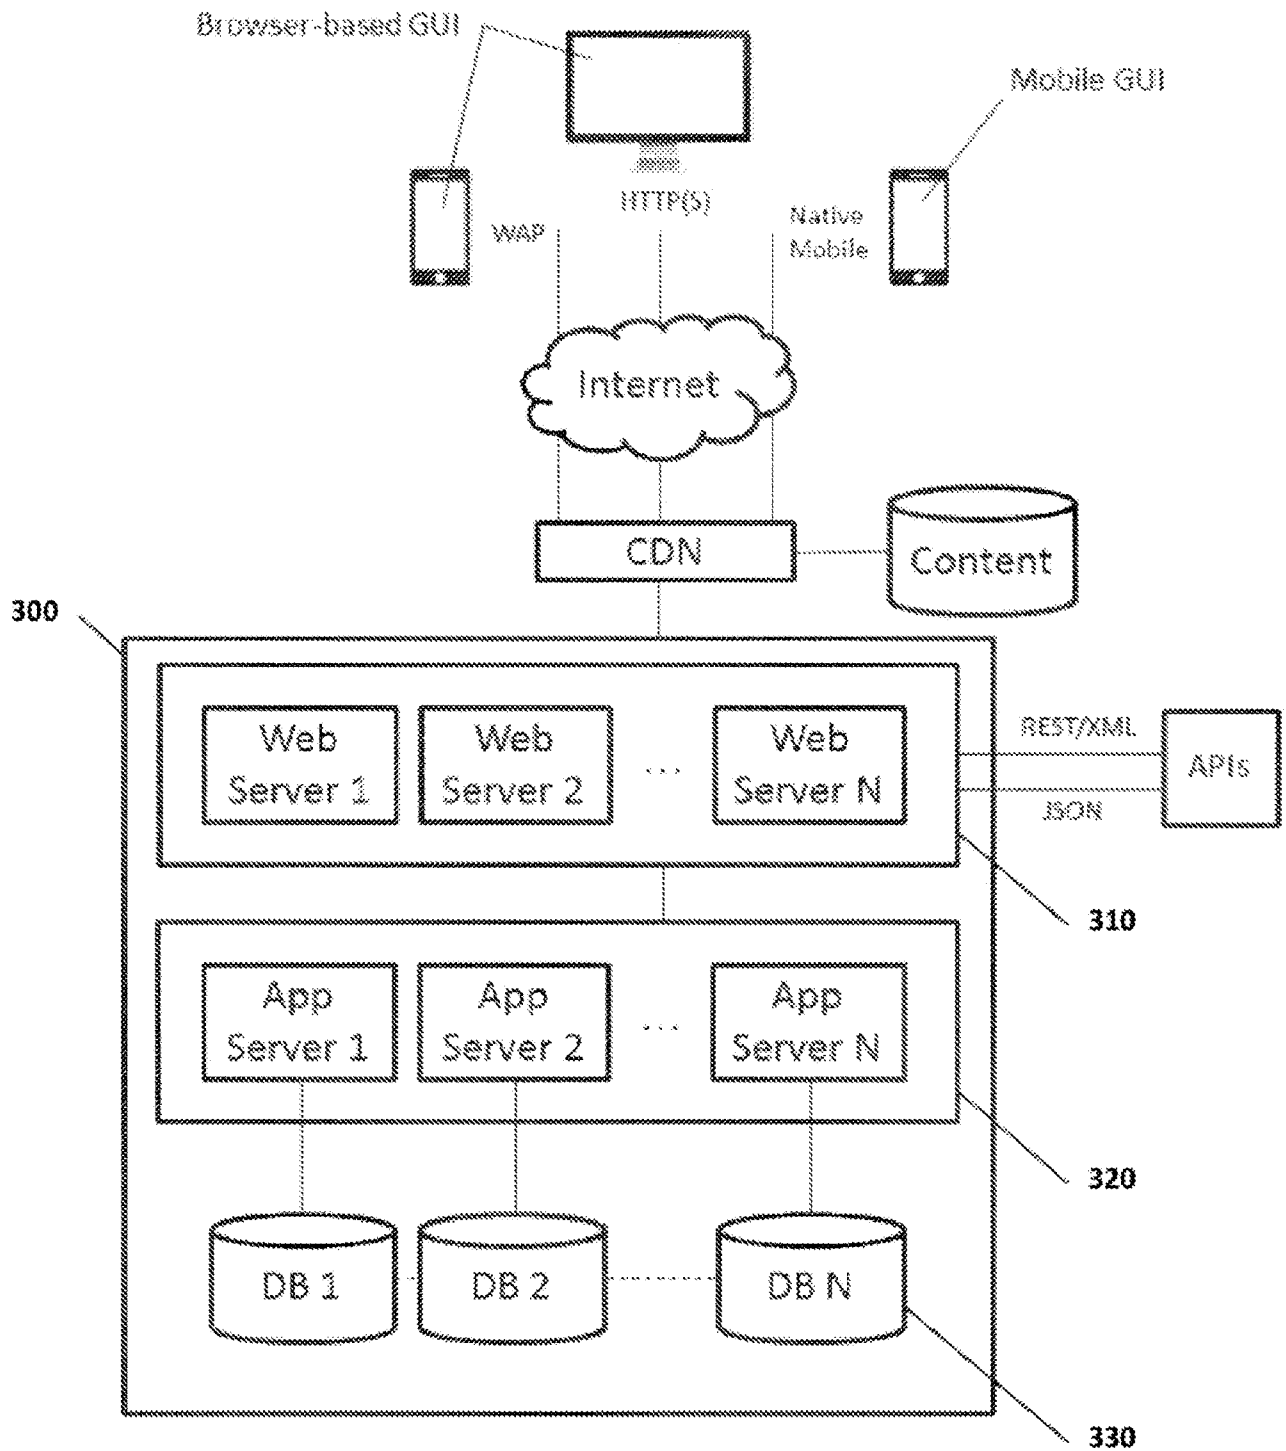 Browser-based GUI
Mobile GUI
HTTP(S)
WAP
Native
Mobile
Internet
CDN
Content
300
Web
Server 1
Web
Server 2
...
Web
Server N
REST/XML
JSON
APIs
310
App
Server 1
App
Server 2
...
App
Server N
320
DB 1
DB 2
DB N
330